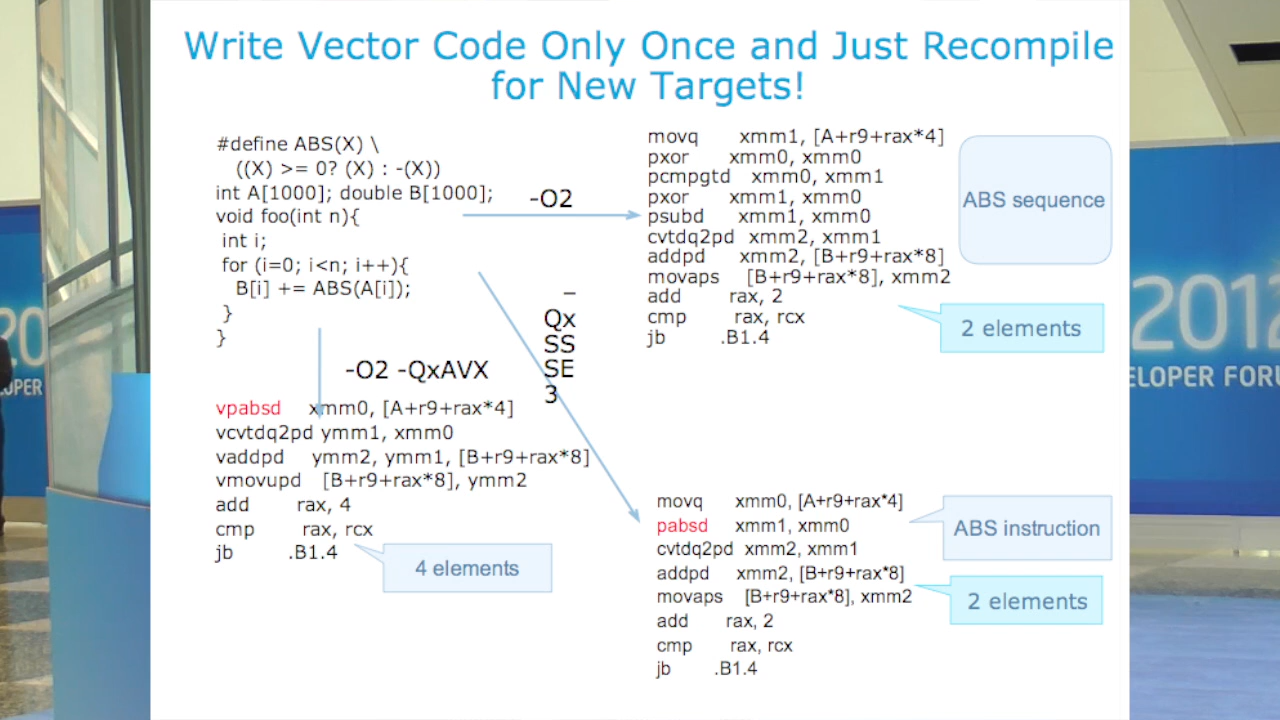 Write Vector Code Only Once and Just Recompile
for New Targets!
#define ABS(X) \
((X) >= 0? (X) : -(X))
int A[1000]; double B[1000];
void foo(int n){
int i;
for (i=0; i<n; i++){
B[i] += ABS(A[i]);
}
}
-O2
movq xmm1, [A+r9+rax*4]
pxor xmm0, xmm0
pcmpgtd xmm0, xmm1
pxor xmm1, xmm0
psubd xmm1, xmm0
cvtdq2pd xmm2, xmm1
addpd xmm2, [B+r9+rax*8]
movaps [B+r9+rax*8], xmm2
add rax, 2
cmp rax, rcx
jb .B1.4
ABS sequence
2 elements
–
Qx
SS
SE
3
-O2 -QxAVX
vpabsd xmm0, [A+r9+rax*4]
vcvtdq2pd ymm1, xmm0
vaddpd ymm2, ymm1, [B+r9+rax*8]
vmovupd [B+r9+rax*8], ymm2
add rax, 4
cmp rax, rcx
jb .B1.4
4 elements
movq xmm0, [A+r9+rax*4]
pabsd xmm1, xmm0
cvtdq2pd xmm2, xmm1
addpd xmm2, [B+r9+rax*8]
movaps [B+r9+rax*8], xmm2
add rax, 2
cmp rax, rcx
jb .B1.4
ABS instruction
2 elements
20
OPER
2012
ELOPER FORU